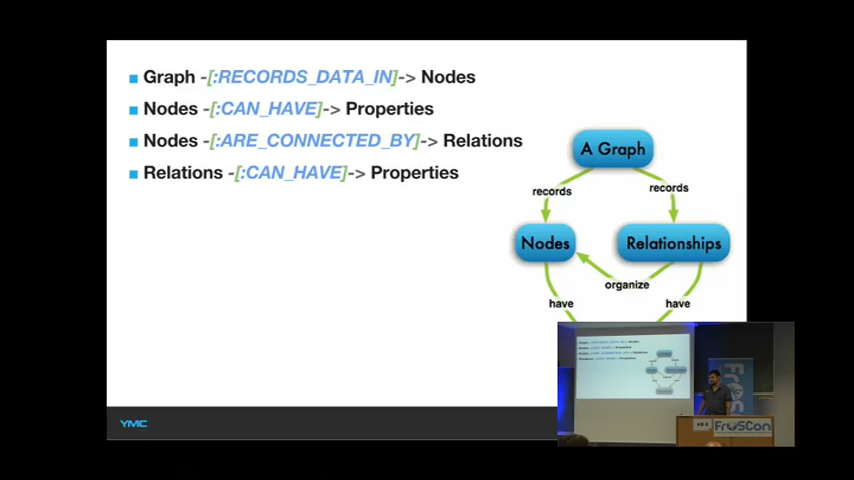 Graph -[:RECORDS_DATA_IN]-> Nodes
Nodes -[:CAN_HAVE]-> Properties
Nodes -[:ARE_CONNECTED_BY]-> Relations
Relations -[:CAN_HAVE]-> Properties
A Graph
records
records
Nodes
Relationships
organize
have
have
YMC
FrOSCon